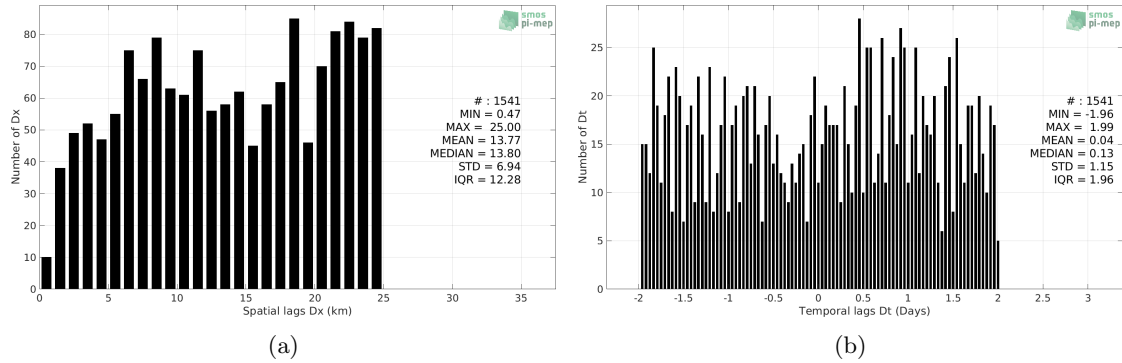 smos
pi-mep
80
70
60
50
40
30
20
10
0
Number of Dx
# : 1541
MIN = 0.47
MAX = 25.00
MEAN = 13.77
MEDIAN = 13.80
STD = 6.94
IQR = 12.28
0 5 10 15 20 25 30 35
Spatial lags Dx (km)
(a)
smos
pi-mep
25
20
15
10
5
0
Number of Dt
# : 1541
MIN = -1.96
MAX = 1.99
MEAN = 0.04
MEDIAN = 0.13
STD = 1.15
IQR = 1.96
-2 -1.5 -1 -0.5 0 0.5 1 1.5 2 2.5 3
Temporal lags Dt (Days)
(b)